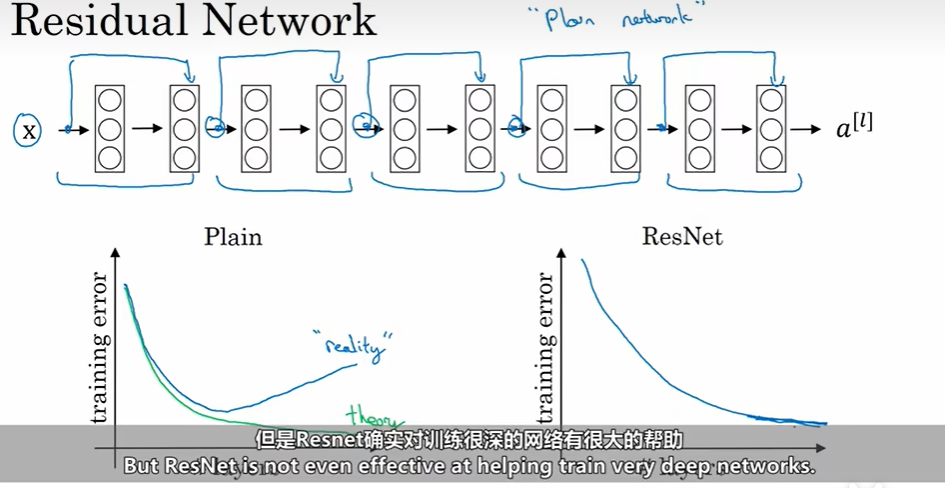 Residual Network
"Plain network"
x
a[l]
Plain
ResNet
training error
"reality"
theory
training error
但是Resnet确实对训练很深的网络有很大的帮助
But ResNet is not even effective at helping train very deep networks.